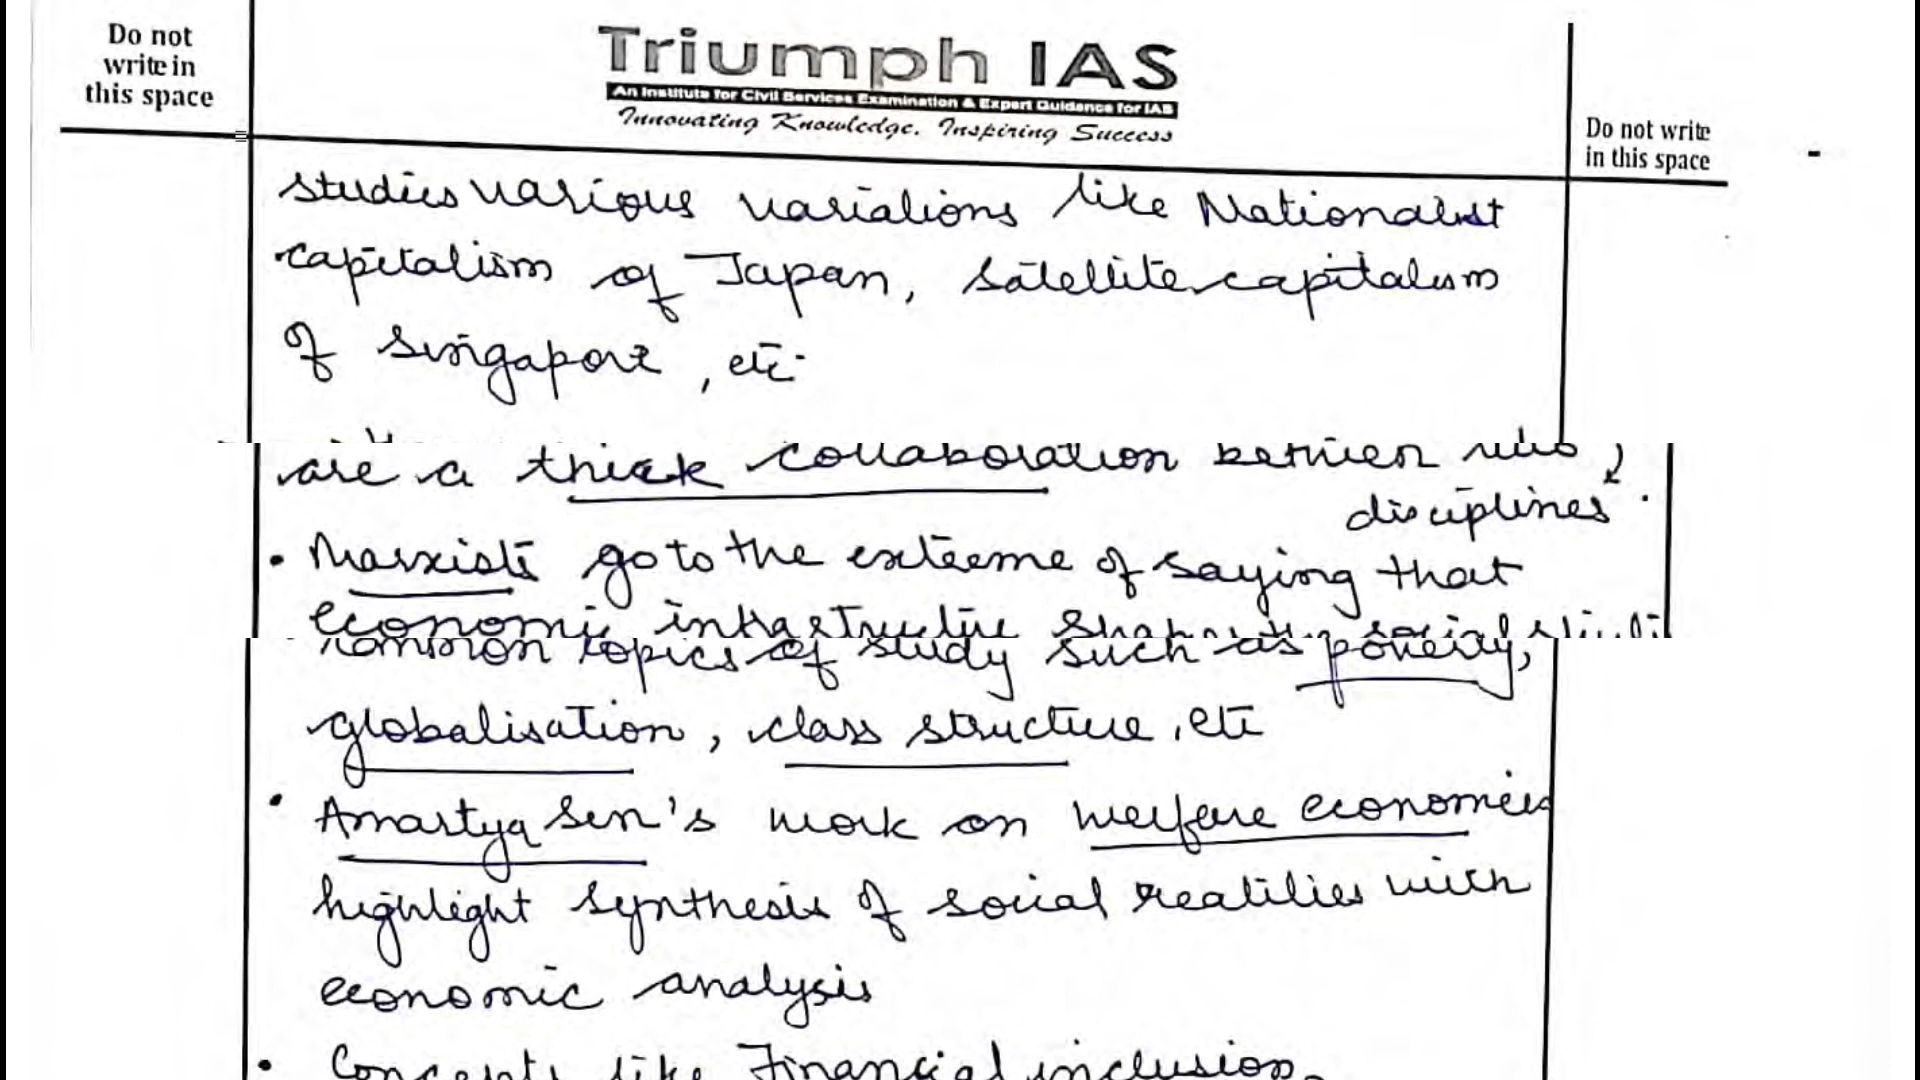 Do not
write in
this space
Triumph IAS
An Institute for Civil Services Examination & Expert Guidance for IAS
Innovating Knowledge. Inspiring Success
Do not write
in this space
studies various variations like Nationalist
capitalism of Japan, Satellite capitalism
of Singapore, etc.
are a thick collaboration between
disciplines.
• Marxists go to the extreme of saying that
economic infrastructure shapes the social
common topics of study such as poverty,
globalisation, class structure, etc
• Amartya Sen's work on welfare economics
highlight synthesis of social realities with
economic analysis
• Concepts like Financial inclusion,